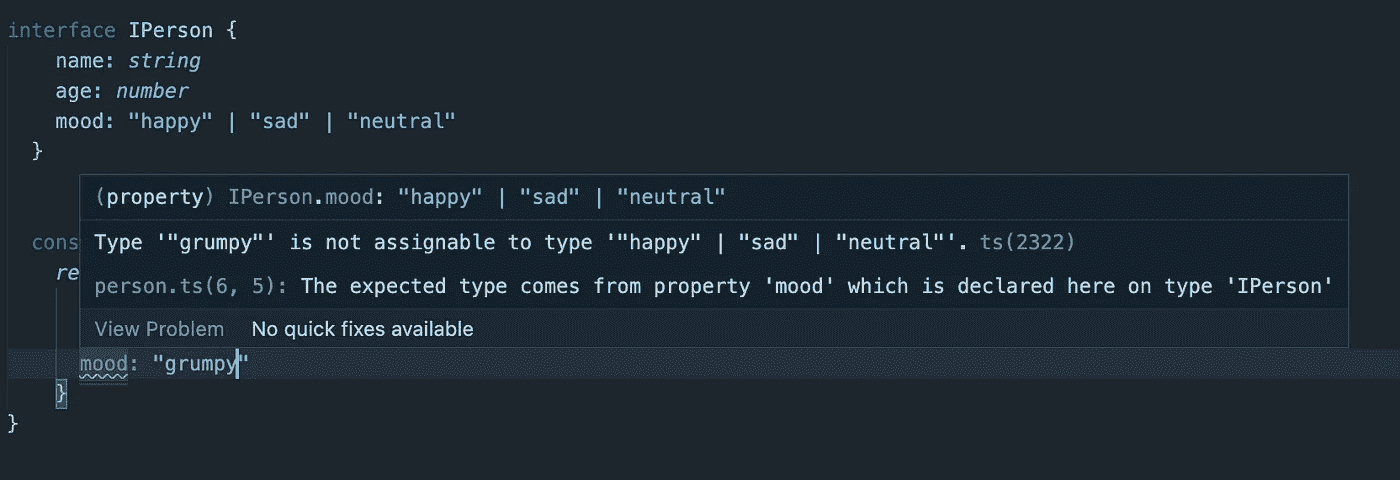 interface IPerson {
name: string
age: number
mood: "happy" | "sad" | "neutral"
}
(property) IPerson.mood: "happy" | "sad" | "neutral"
cons
Type '"grumpy"' is not assignable to type '"happy" | "sad" | "neutral"'. ts(2322)
re
person.ts(6, 5): The expected type comes from property 'mood' which is declared here on type 'IPerson'
View Problem No quick fixes available
mood: "grumpy"
}
}